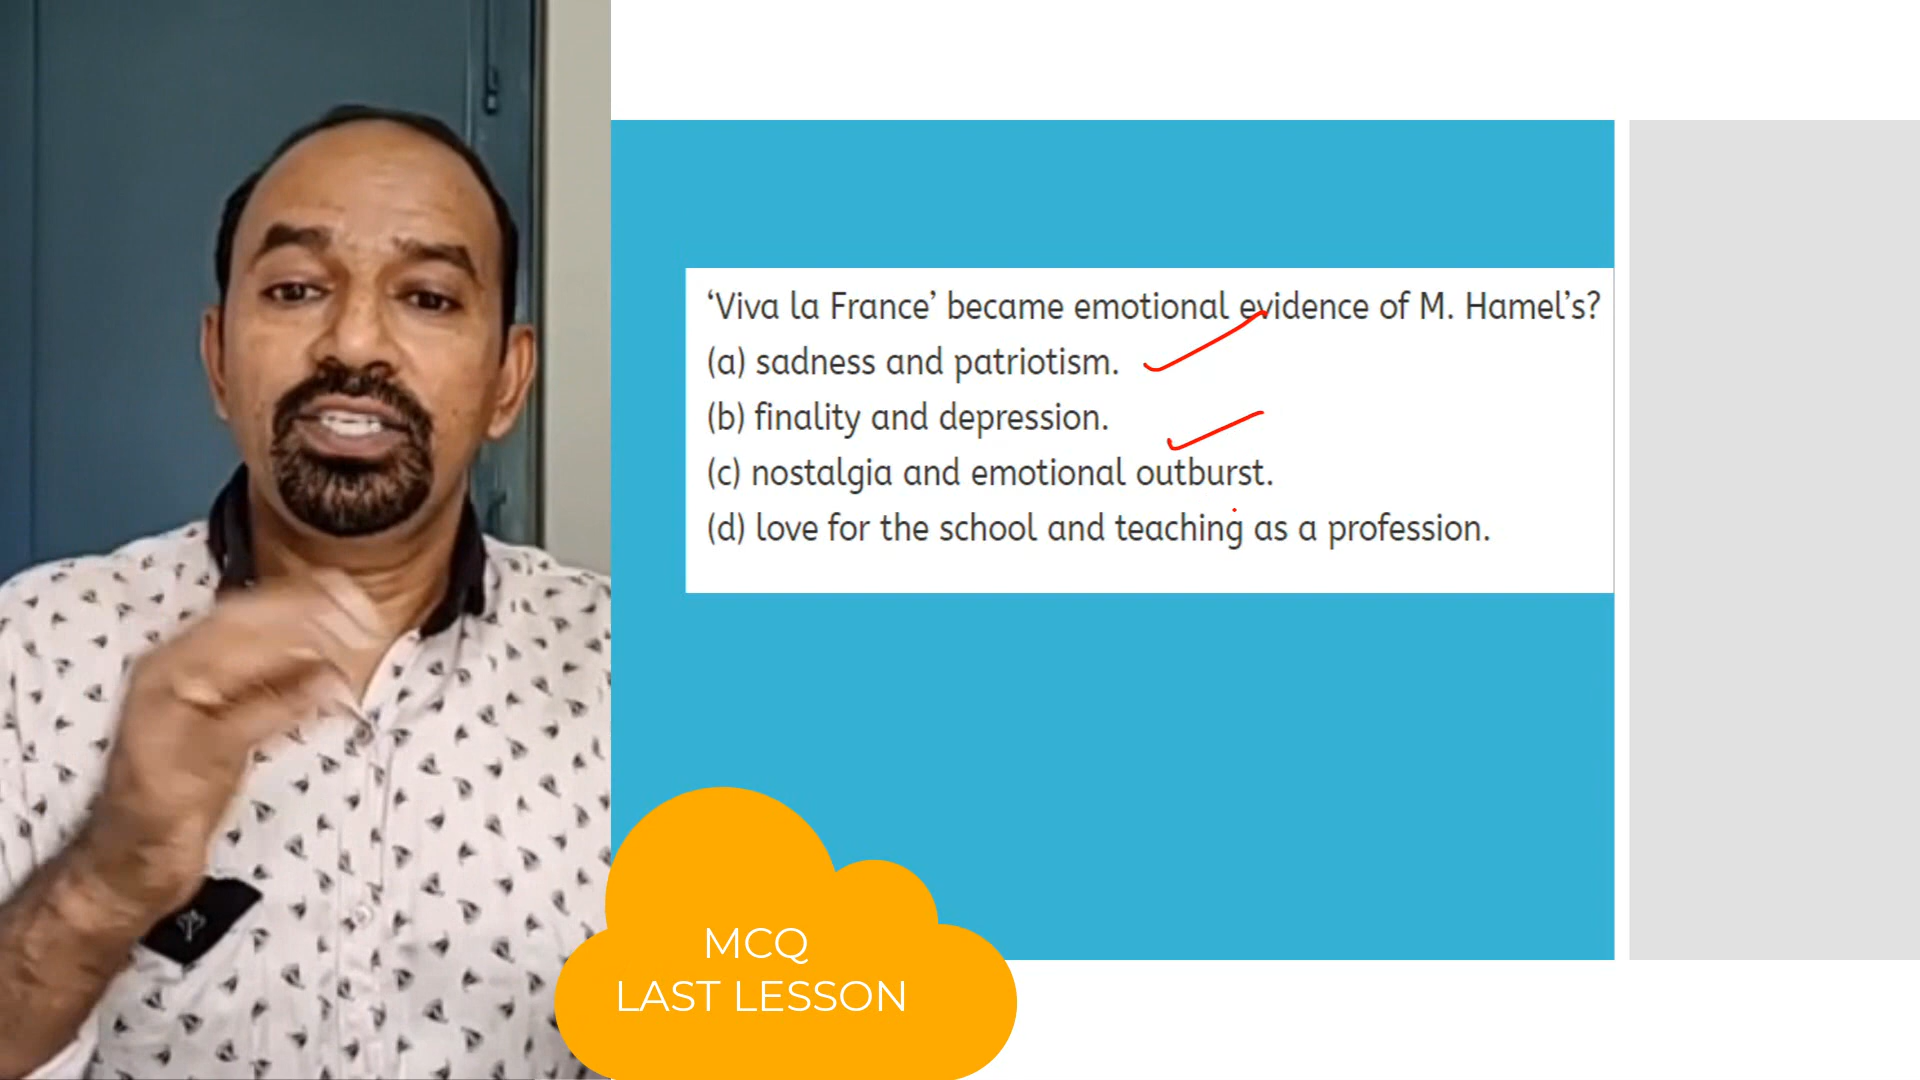 ‘Viva la France’ became emotional evidence of M. Hamel’s?
(a) sadness and patriotism.
(b) finality and depression.
(c) nostalgia and emotional outburst.
(d) love for the school and teaching as a profession.
MCQ
LAST LESSON